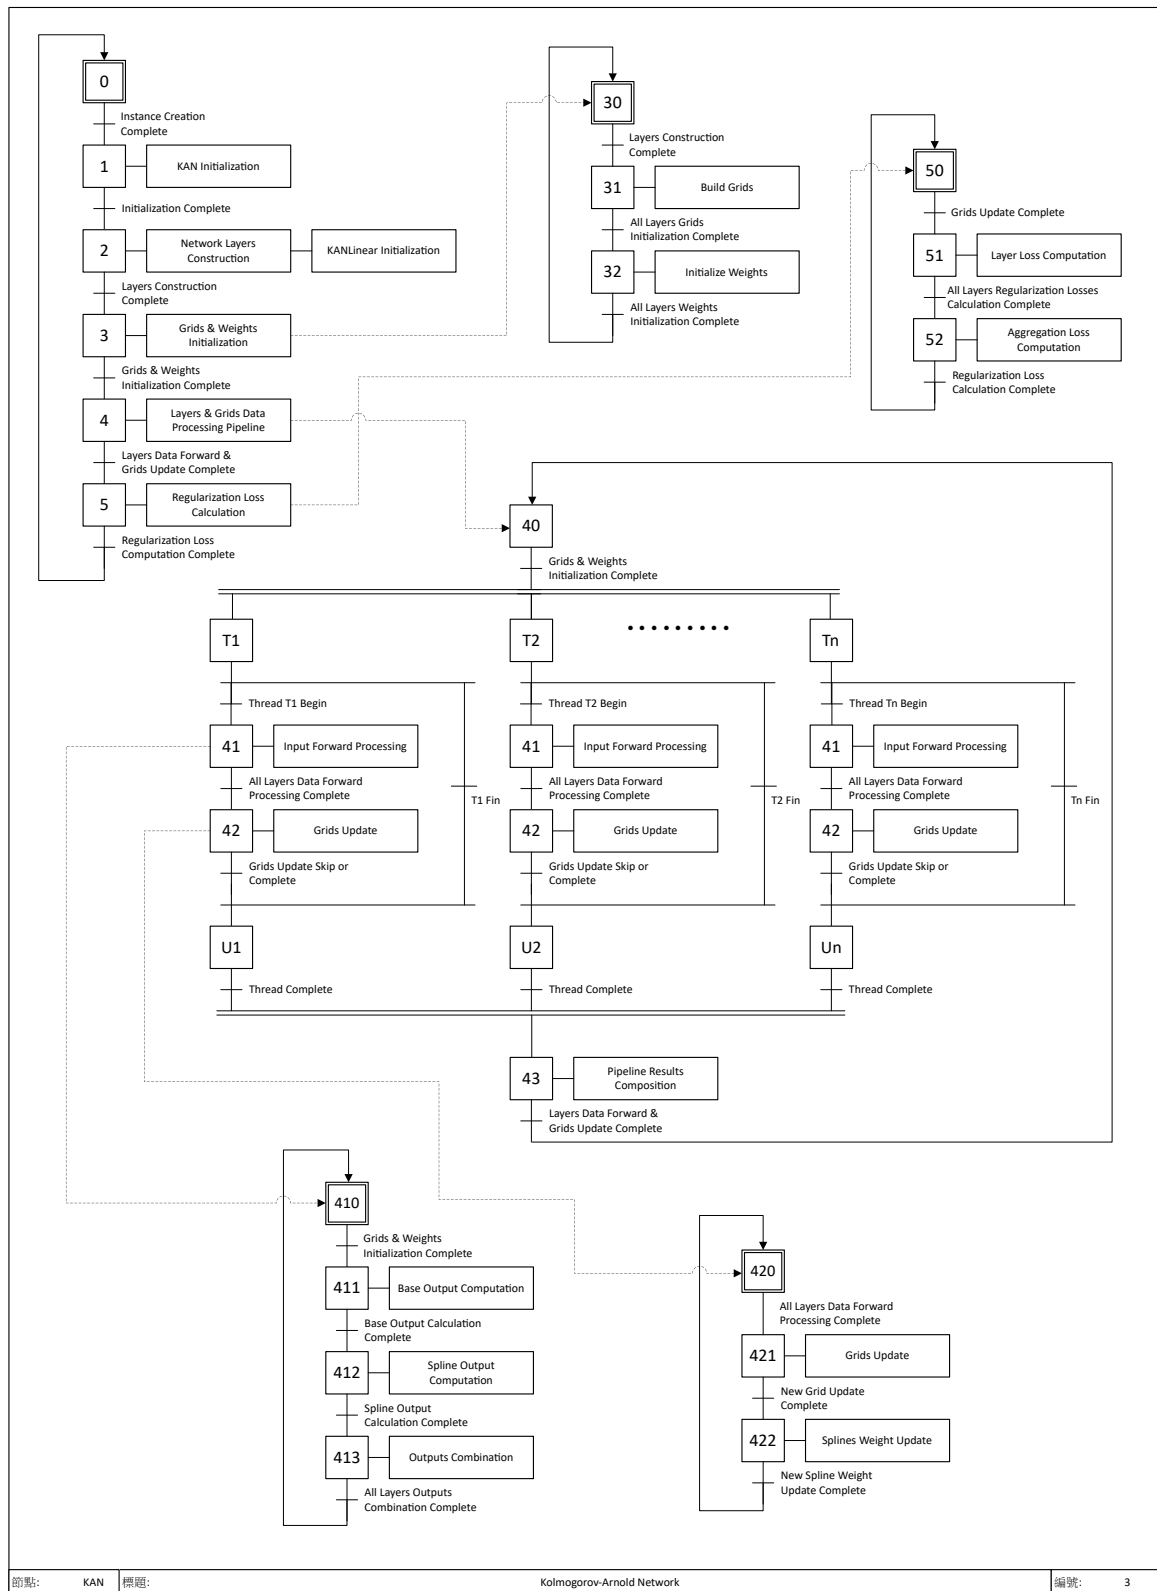 0
Instance Creation
Complete
1
KAN Initialization
Initialization Complete
2
Network Layers
Construction
KANLinear Initialization
Layers Construction
Complete
3
Grids & Weights
Initialization
Grids & Weights
Initialization Complete
4
Layers & Grids Data
Processing Pipeline
Layers Data Forward &
Grids Update Complete
5
Regularization Loss
Calculation
Regularization Loss
Computation Complete
30
Layers Construction
Complete
31
Build Grids
All Layers Grids
Initialization Complete
32
Initialize Weights
All Layers Weights
Initialization Complete
50
Grids Update Complete
51
Layer Loss Computation
All Layers Regularization Losses
Calculation Complete
52
Aggregation Loss
Computation
Regularization Loss
Calculation Complete
40
Grids & Weights
Initialization Complete
T1
Thread T1 Begin
41
Input Forward Processing
All Layers Data Forward
Processing Complete
42
Grids Update
Grids Update Skip or
Complete
T1 Fin
U1
Thread Complete
T2
Thread T2 Begin
41
Input Forward Processing
All Layers Data Forward
Processing Complete
42
Grids Update
Grids Update Skip or
Complete
T2 Fin
U2
Thread Complete
Tn
Thread Tn Begin
41
Input Forward Processing
All Layers Data Forward
Processing Complete
42
Grids Update
Grids Update Skip or
Complete
Tn Fin
Un
Thread Complete
43
Pipeline Results
Composition
Layers Data Forward &
Grids Update Complete
410
Grids & Weights
Initialization Complete
411
Base Output Computation
Base Output Calculation
Complete
412
Spline Output
Computation
Spline Output
Calculation Complete
413
Outputs Combination
All Layers Outputs
Combination Complete
420
All Layers Data Forward
Processing Complete
421
Grids Update
New Grid Update
Complete
422
Splines Weight Update
New Spline Weight
Update Complete
節點: KAN
標題: Kolmogorov-Arnold Network
編號: 3